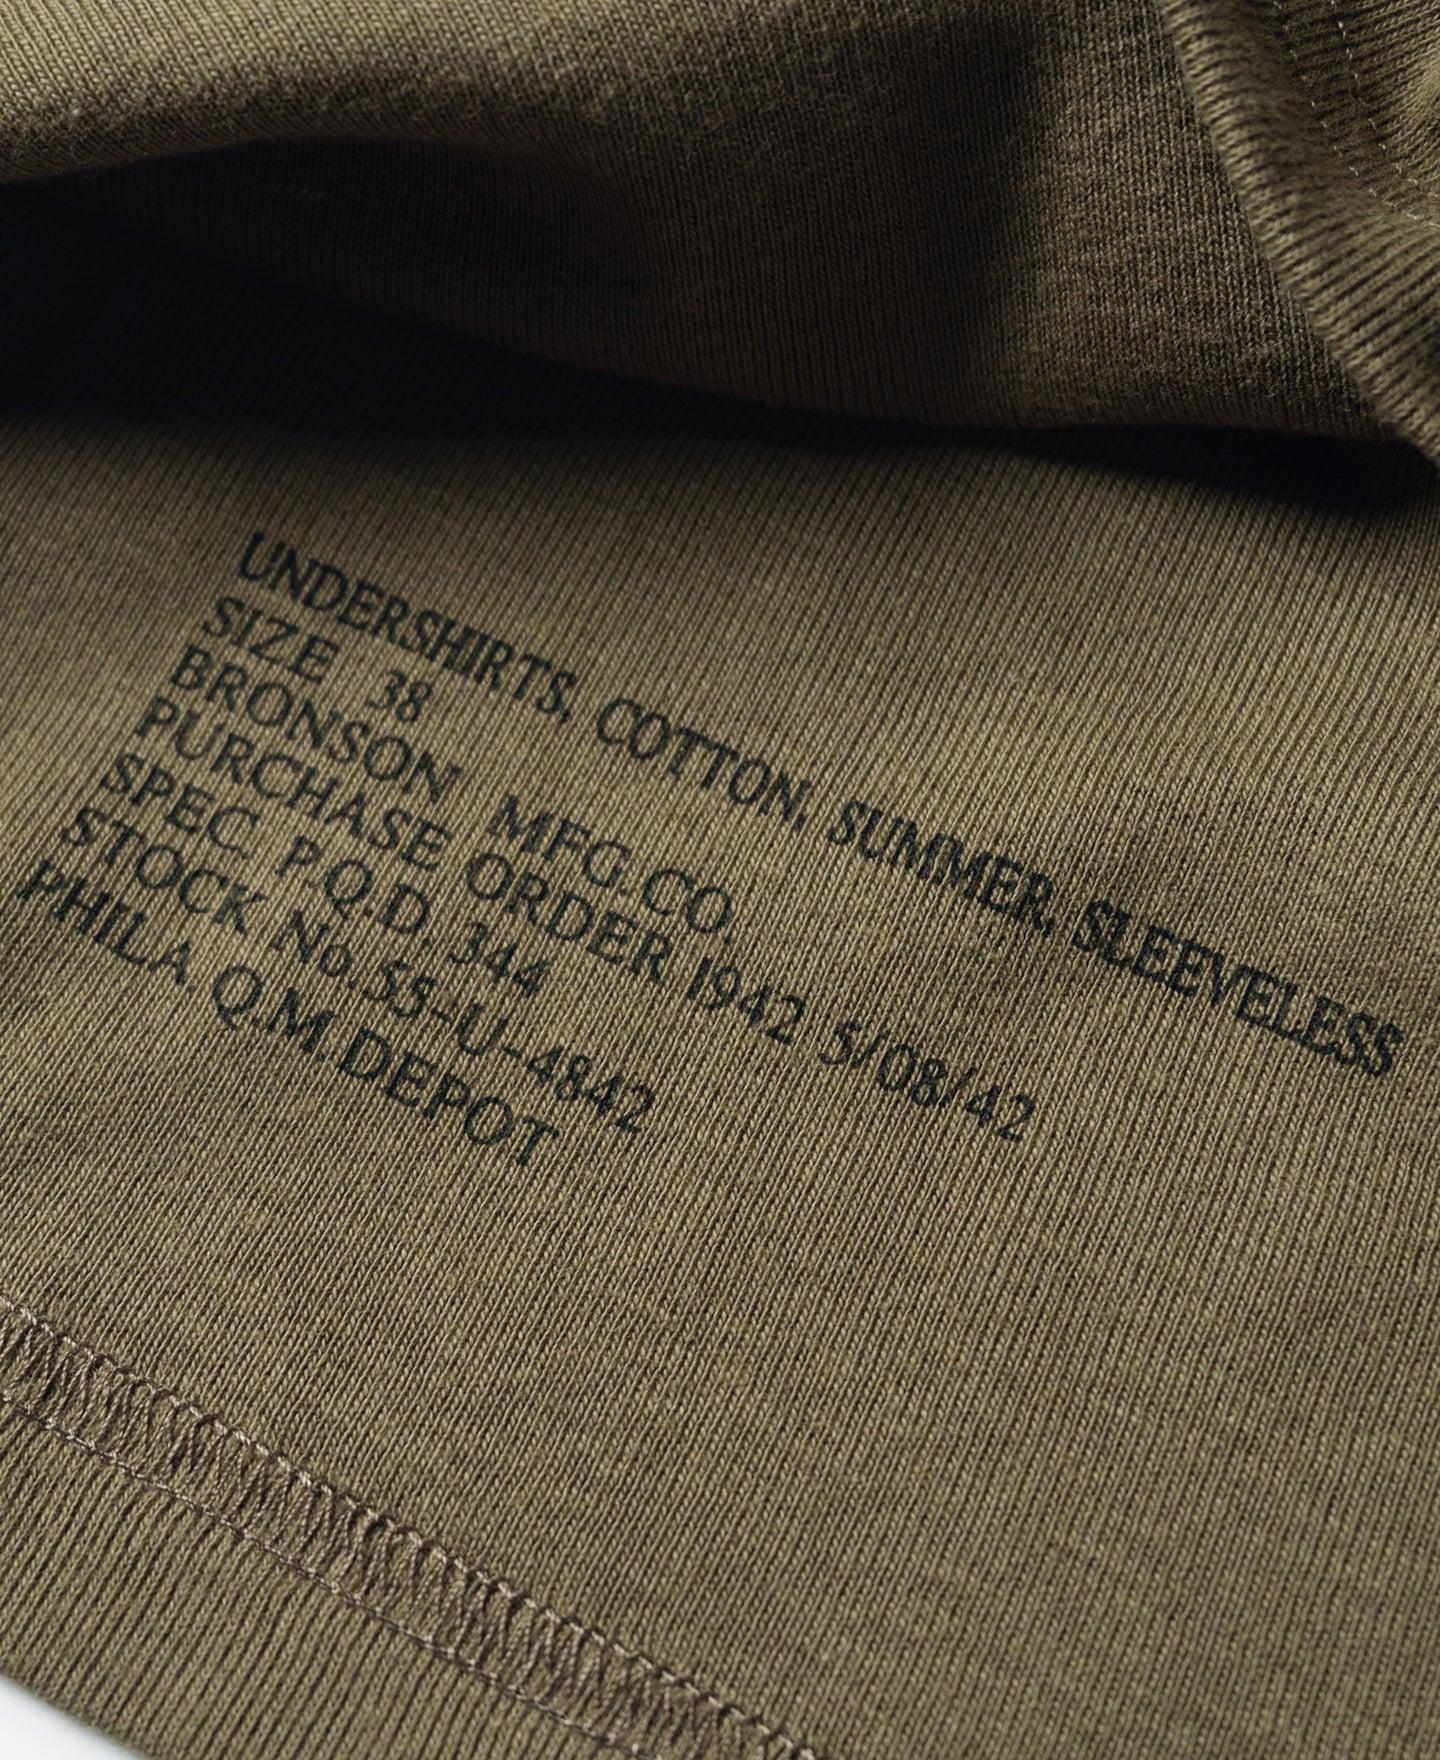 UNDERSHIRTS, COTTON, SUMMER, SLEEVELESS
SIZE 38
BRONSON MFG.CO.
PURCHASE ORDER 1942 5/08/42
SPEC. P.Q.D. 344
STOCK No.55-U-4842
PHILA.Q.M.DEPOT